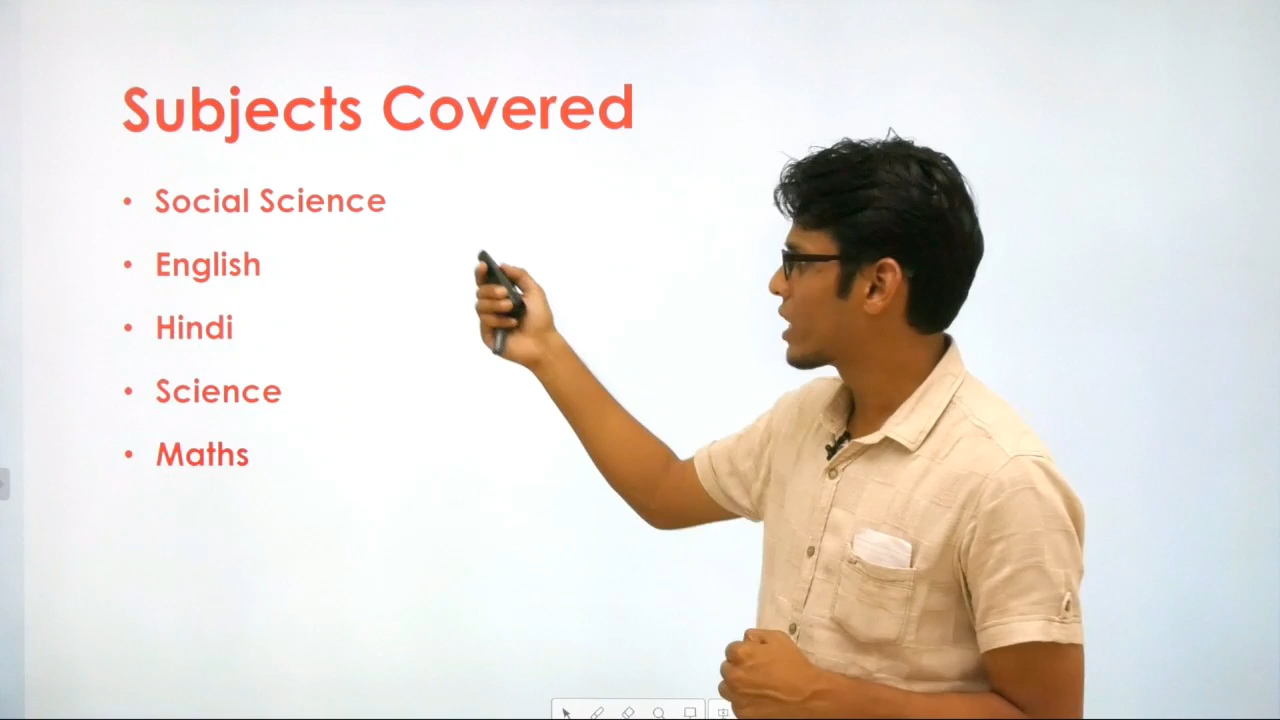 Subjects Covered
• Social Science
• English
• Hindi
• Science
• Maths